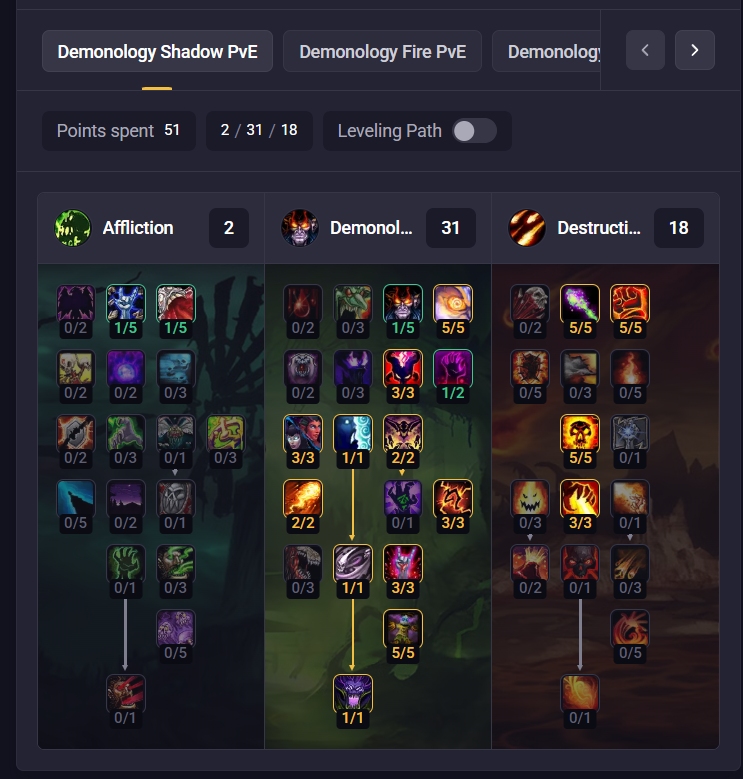 Demonology Shadow PvE Demonology Fire PvE Demonology
Points spent 51 2 / 31 / 18 Leveling Path
Affliction 2 Demonol... 31 Destructi... 18
0/2 1/5 1/5 0/2 0/3 1/5 5/5 0/2 5/5 5/5
0/2 0/2 0/3 0/2 0/3 3/3 1/2 0/5 0/3 0/5
0/2 0/3 0/1 0/3 3/3 1/1 2/2 5/5 0/1
0/5 0/2 0/1 2/2 0/1 3/3 0/3 3/3 0/1
0/1 0/3 0/3 1/1 3/3 0/2 0/1 0/3
0/5 5/5 0/5
0/1 1/1 0/1